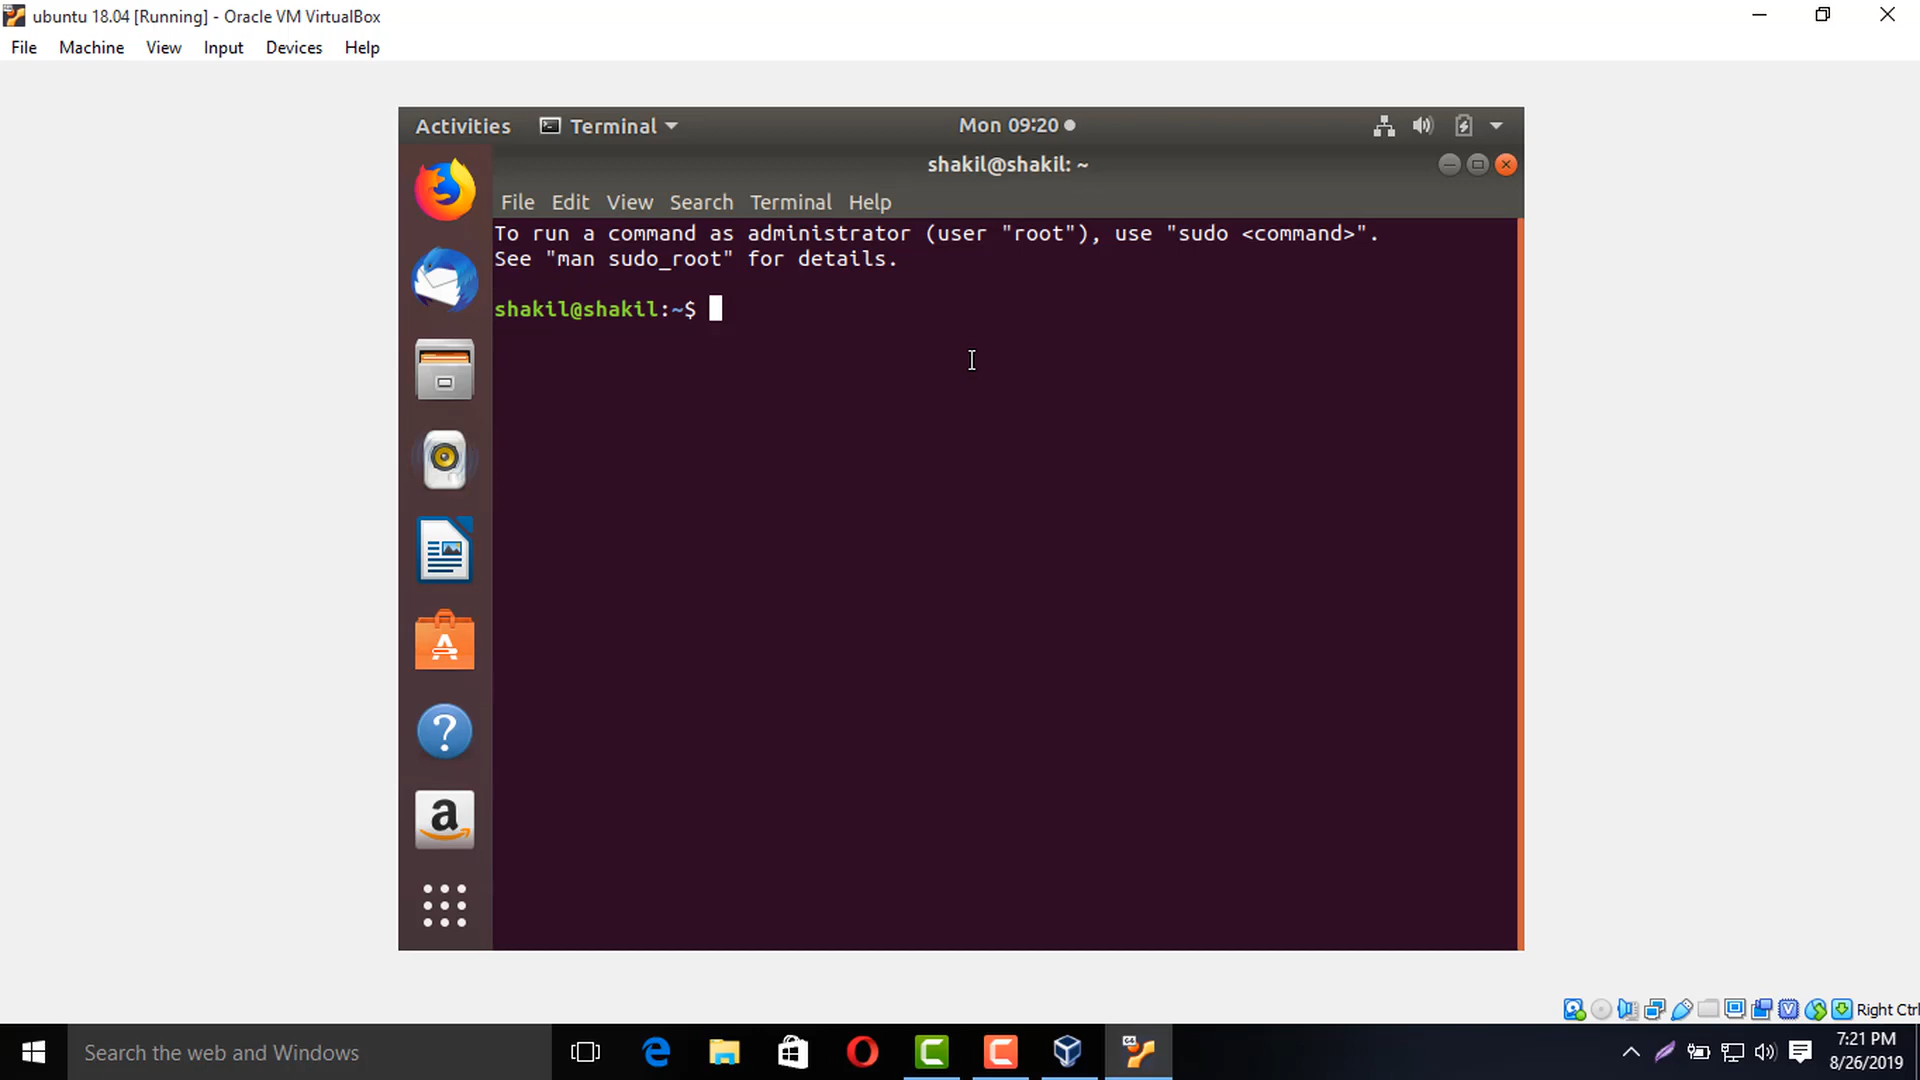 ubuntu 18.04 [Running] - Oracle VM VirtualBox
File Machine View Input Devices Help
Activities Terminal Mon 09:20
shakil@shakil: ~
File Edit View Search Terminal Help
To run a command as administrator (user "root"), use "sudo <command>".
See "man sudo_root" for details.
shakil@shakil:~$
Right Ctrl
Search the web and Windows
7:21 PM
8/26/2019